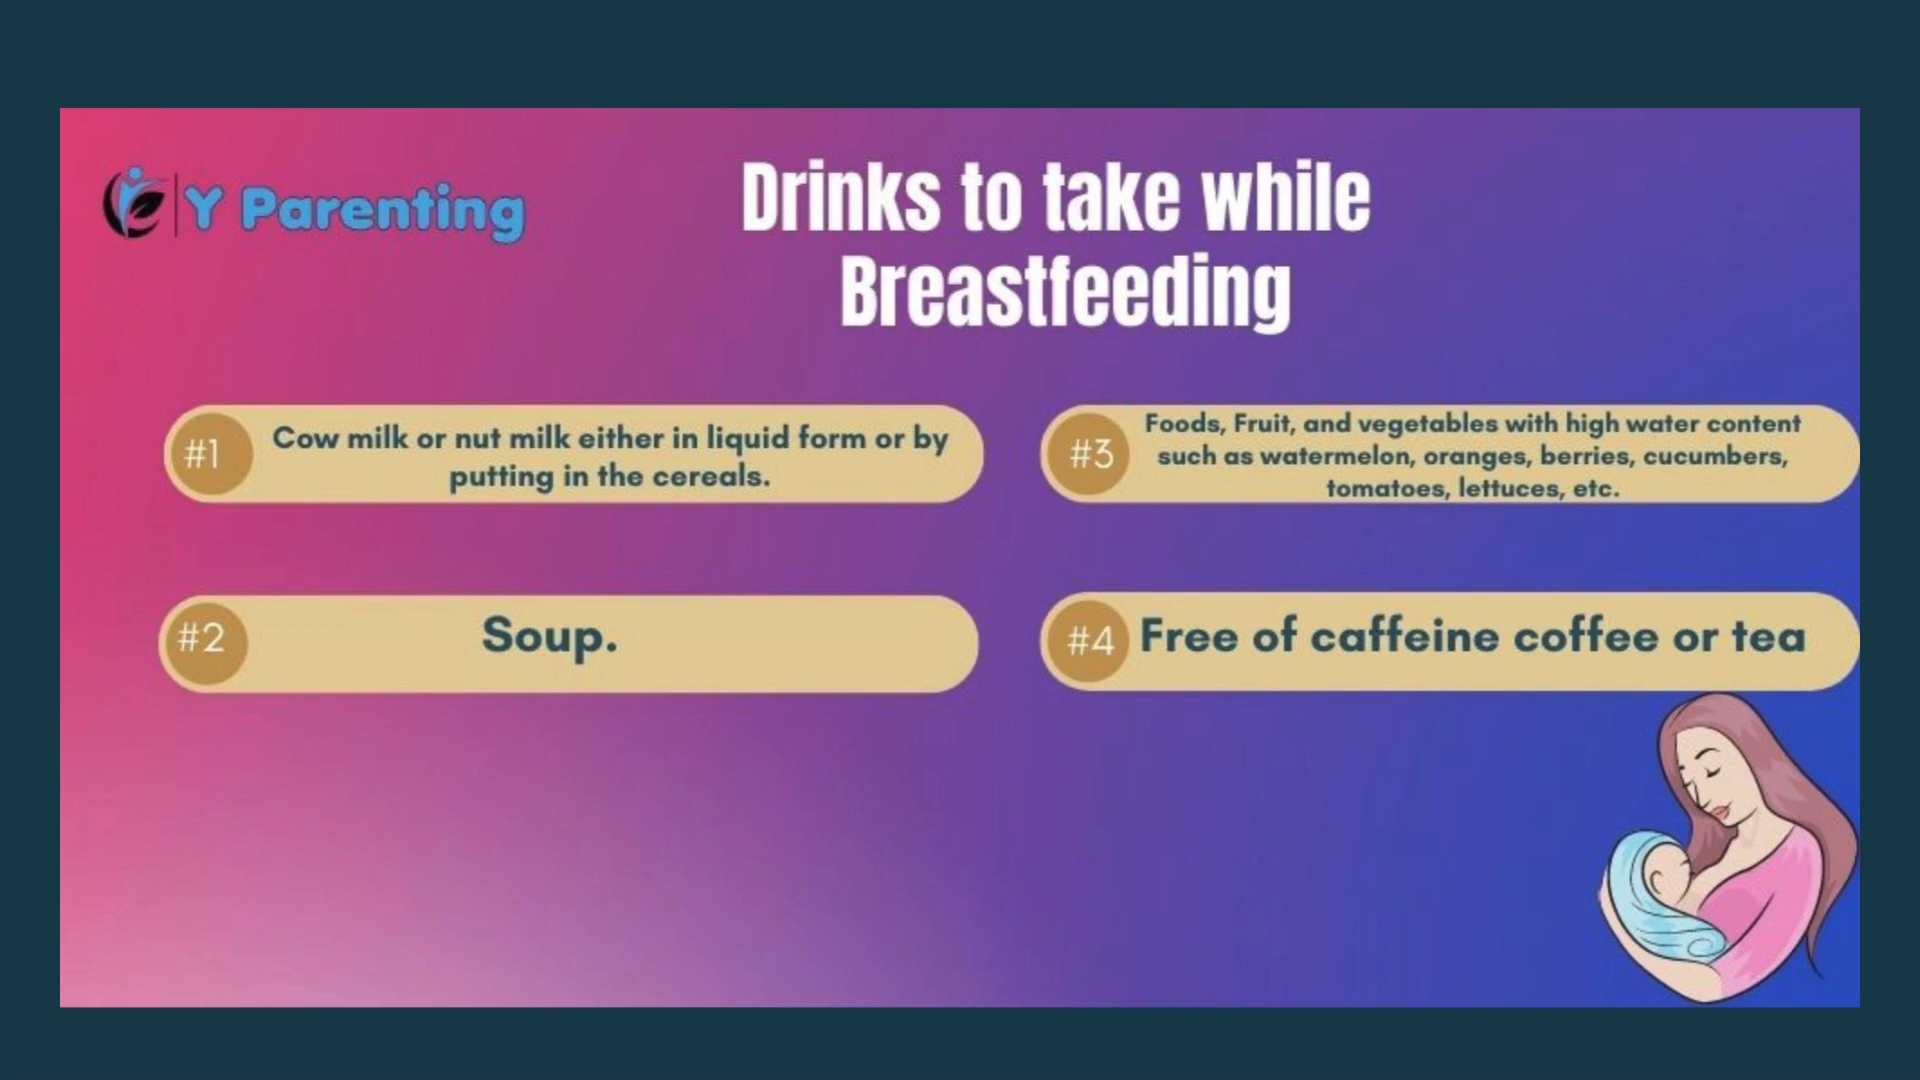 Y Parenting
Drinks to take while
Breastfeeding
#1
Cow milk or nut milk either in liquid form or by
putting in the cereals.
#2
Soup.
#3
Foods, Fruit, and vegetables with high water content
such as watermelon, oranges, berries, cucumbers,
tomatoes, lettuces, etc.
#4
Free of caffeine coffee or tea